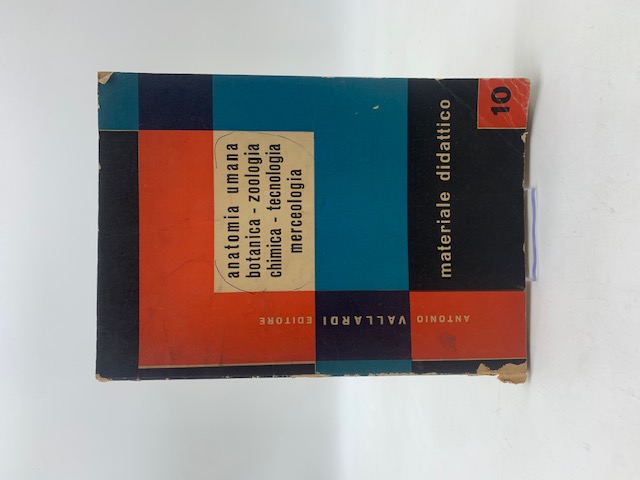 anatomia umana
botanica - zoologia
chimica - tecnologia
merceologia
ANTONIO VALLARDI EDITORE
materiale didattico
10